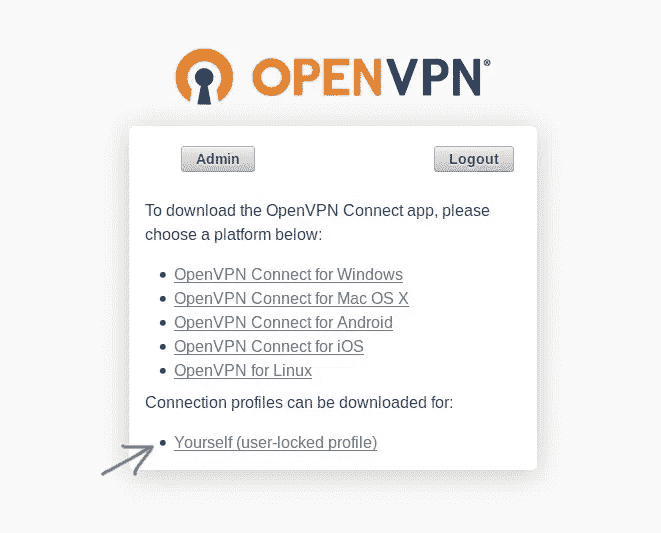 OPENVPN®
Admin
Logout
To download the OpenVPN Connect app, please
choose a platform below:
OpenVPN Connect for Windows
OpenVPN Connect for Mac OS X
OpenVPN Connect for Android
OpenVPN Connect for iOS
OpenVPN for Linux
Connection profiles can be downloaded for:
Yourself (user-locked profile)